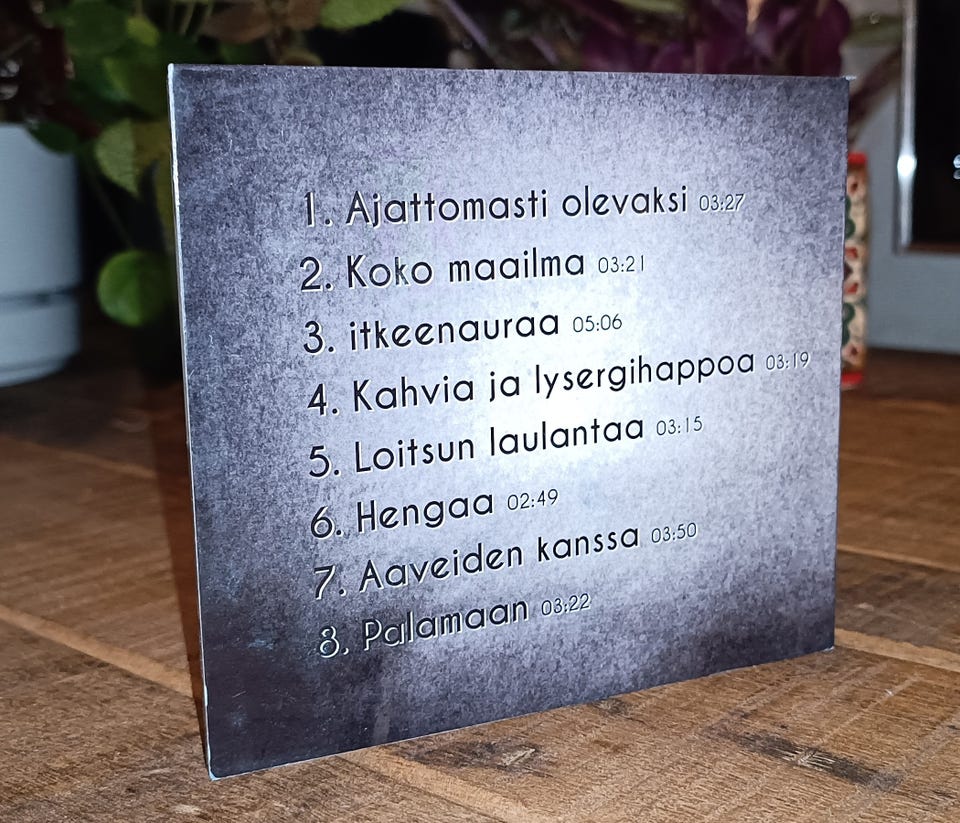 1. Ajattomasti olevaksi 03:27
2. Koko maailma 03:21
3. itkeenauraa 05:06
4. Kahvia ja lysergihappoa 03:19
5. Loitsun laulantaa 03:15
6. Hengaa 02:49
7. Aaveiden kanssa 03:50
8. Palamaan 03:22